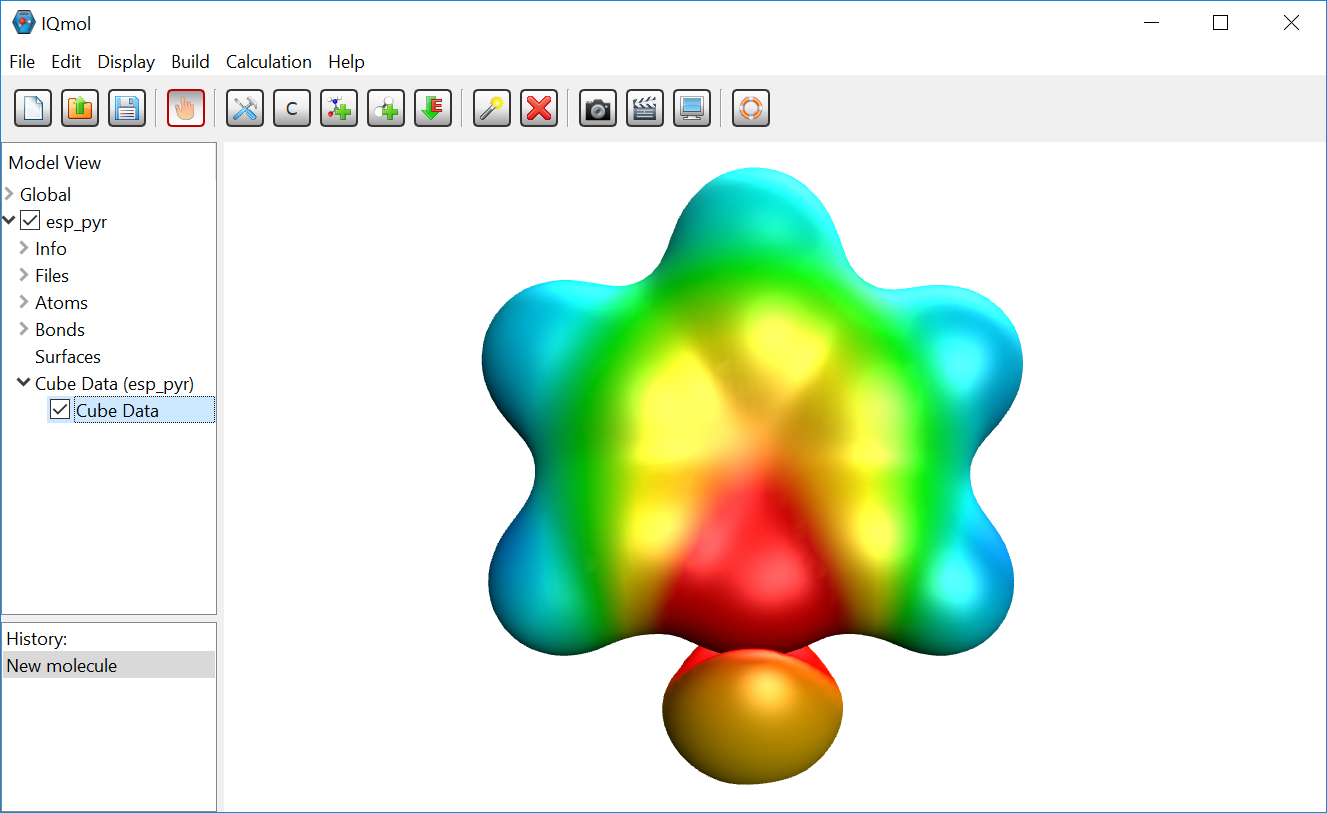 IQmol
File Edit Display Build Calculation Help
C E
Model View
Global
esp_pyr
Info
Files
Atoms
Bonds
Surfaces
Cube Data (esp_pyr)
Cube Data
History:
New molecule